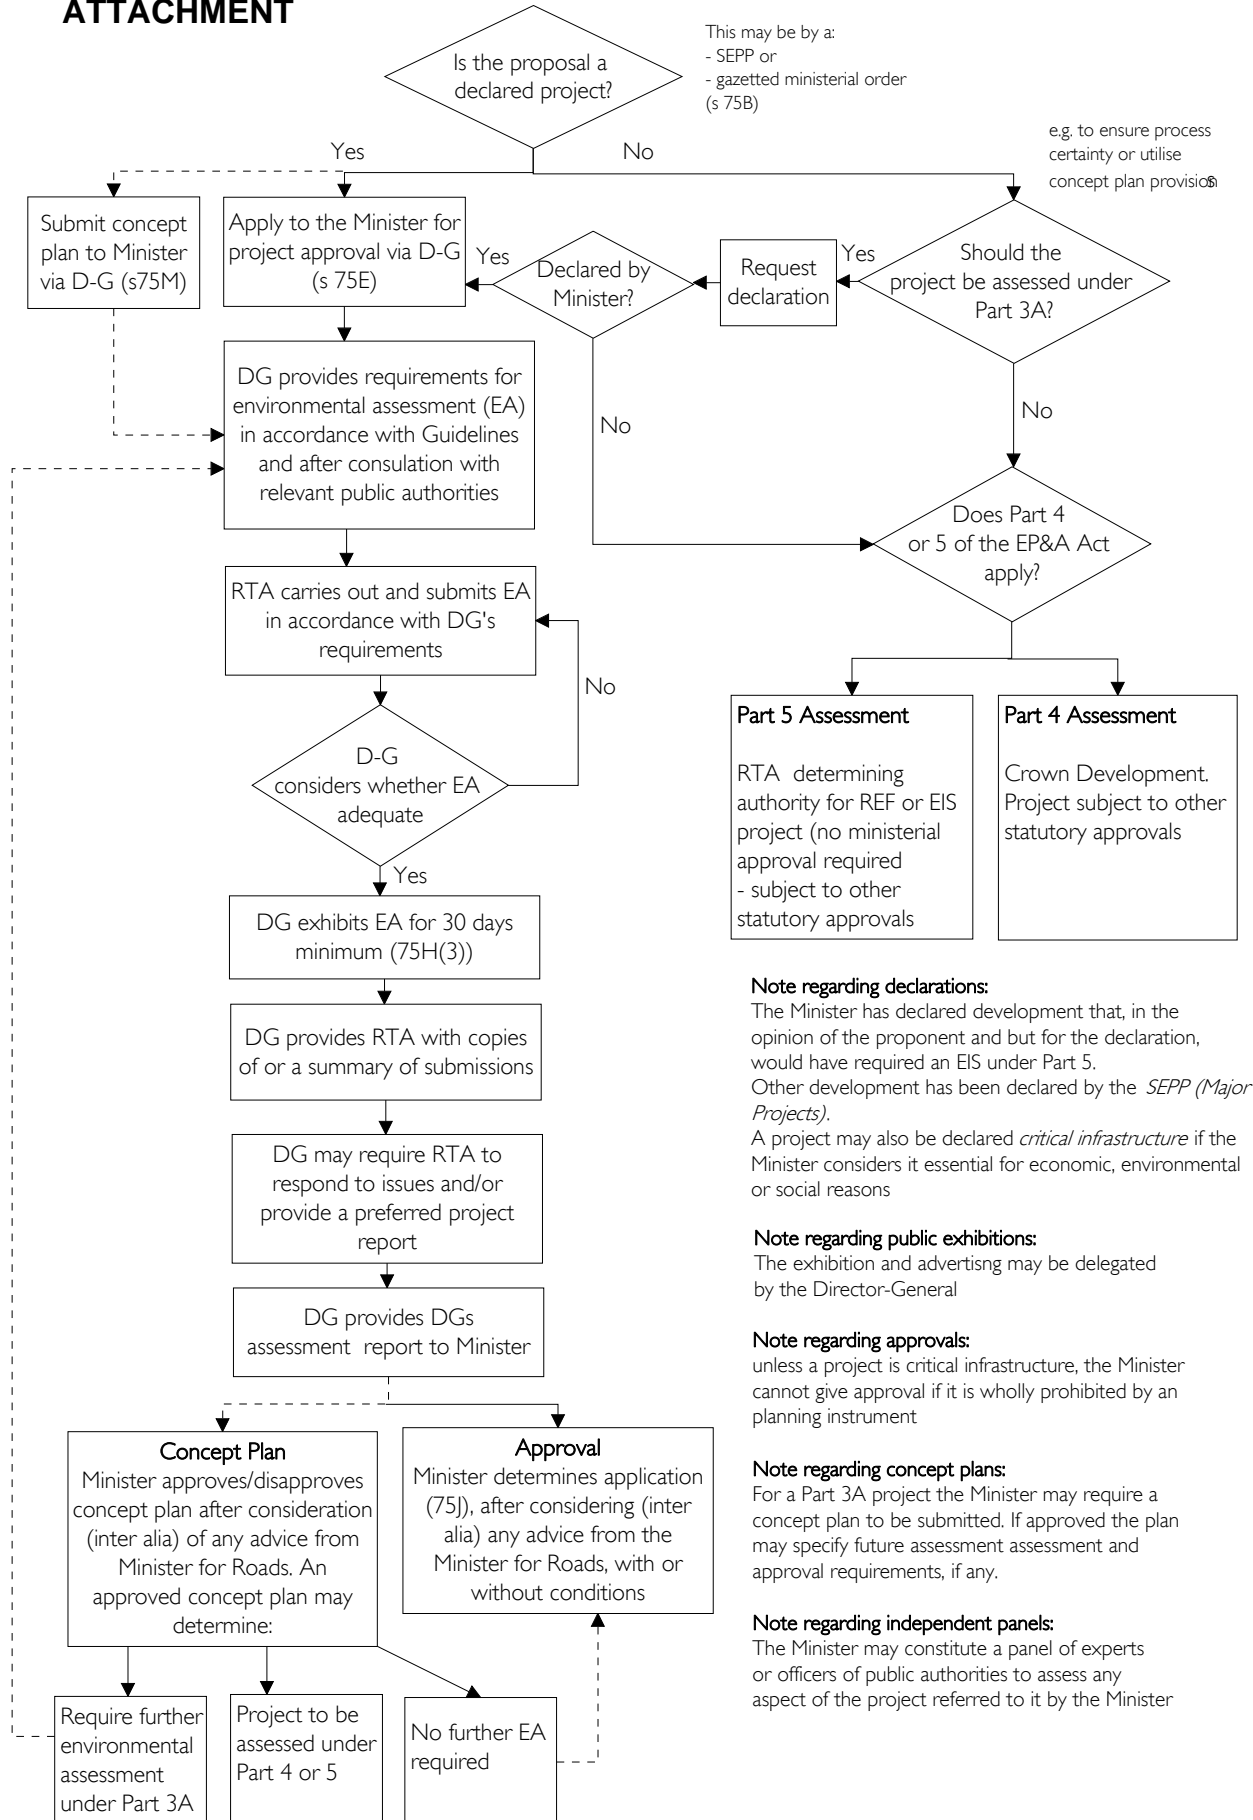 ATTACHMENT
Is the proposal a
declared project?
This may be by a:
- SEPP or
- gazetted ministerial order
(s 75B)
e.g. to ensure process
certainty or utilise
concept plan provisions
Yes
No
Submit concept
plan to Minister
via D-G (s75M)
Apply to the Minister for
project approval via D-G
(s 75E)
Yes
Declared by
Minister?
Request
declaration
Yes
Should the
project be assessed under
Part 3A?
DG provides requirements for
environmental assessment (EA)
in accordance with Guidelines
and after consulation with
relevant public authorities
No
No
Does Part 4
or 5 of the EP&A Act
apply?
RTA carries out and submits EA
in accordance with DG's
requirements
No
D-G
considers whether EA
adequate
Yes
Part 5 Assessment
RTA determining
authority for REF or EIS
project (no ministerial
approval required
- subject to other
statutory approvals
Part 4 Assessment
Crown Development.
Project subject to other
statutory approvals
DG exhibits EA for 30 days
minimum (75H(3))
DG provides RTA with copies
of or a summary of submissions
DG may require RTA to
respond to issues and/or
provide a preferred project
report
DG provides DGs
assessment report to Minister
Note regarding declarations:
The Minister has declared development that, in the
opinion of the proponent and but for the declaration,
would have required an EIS under Part 5.
Other development has been declared by the SEPP (Major
Projects).
A project may also be declared critical infrastructure if the
Minister considers it essential for economic, environmental
or social reasons
Note regarding public exhibitions:
The exhibition and advertisng may be delegated
by the Director-General
Note regarding approvals:
unless a project is critical infrastructure, the Minister
cannot give approval if it is wholly prohibited by an
planning instrument
Note regarding concept plans:
For a Part 3A project the Minister may require a
concept plan to be submitted. If approved the plan
may specify future assessment assessment and
approval requirements, if any.
Note regarding independent panels:
The Minister may constitute a panel of experts
or officers of public authorities to assess any
aspect of the project referred to it by the Minister
Concept Plan
Minister approves/disapproves
concept plan after consideration
(inter alia) of any advice from
Minister for Roads. An
approved concept plan may
determine:
Approval
Minister determines application
(75J), after considering (inter
alia) any advice from the
Minister for Roads, with or
without conditions
Require further
environmental
assessment
under Part 3A
Project to be
assessed under
Part 4 or 5
No further EA
required